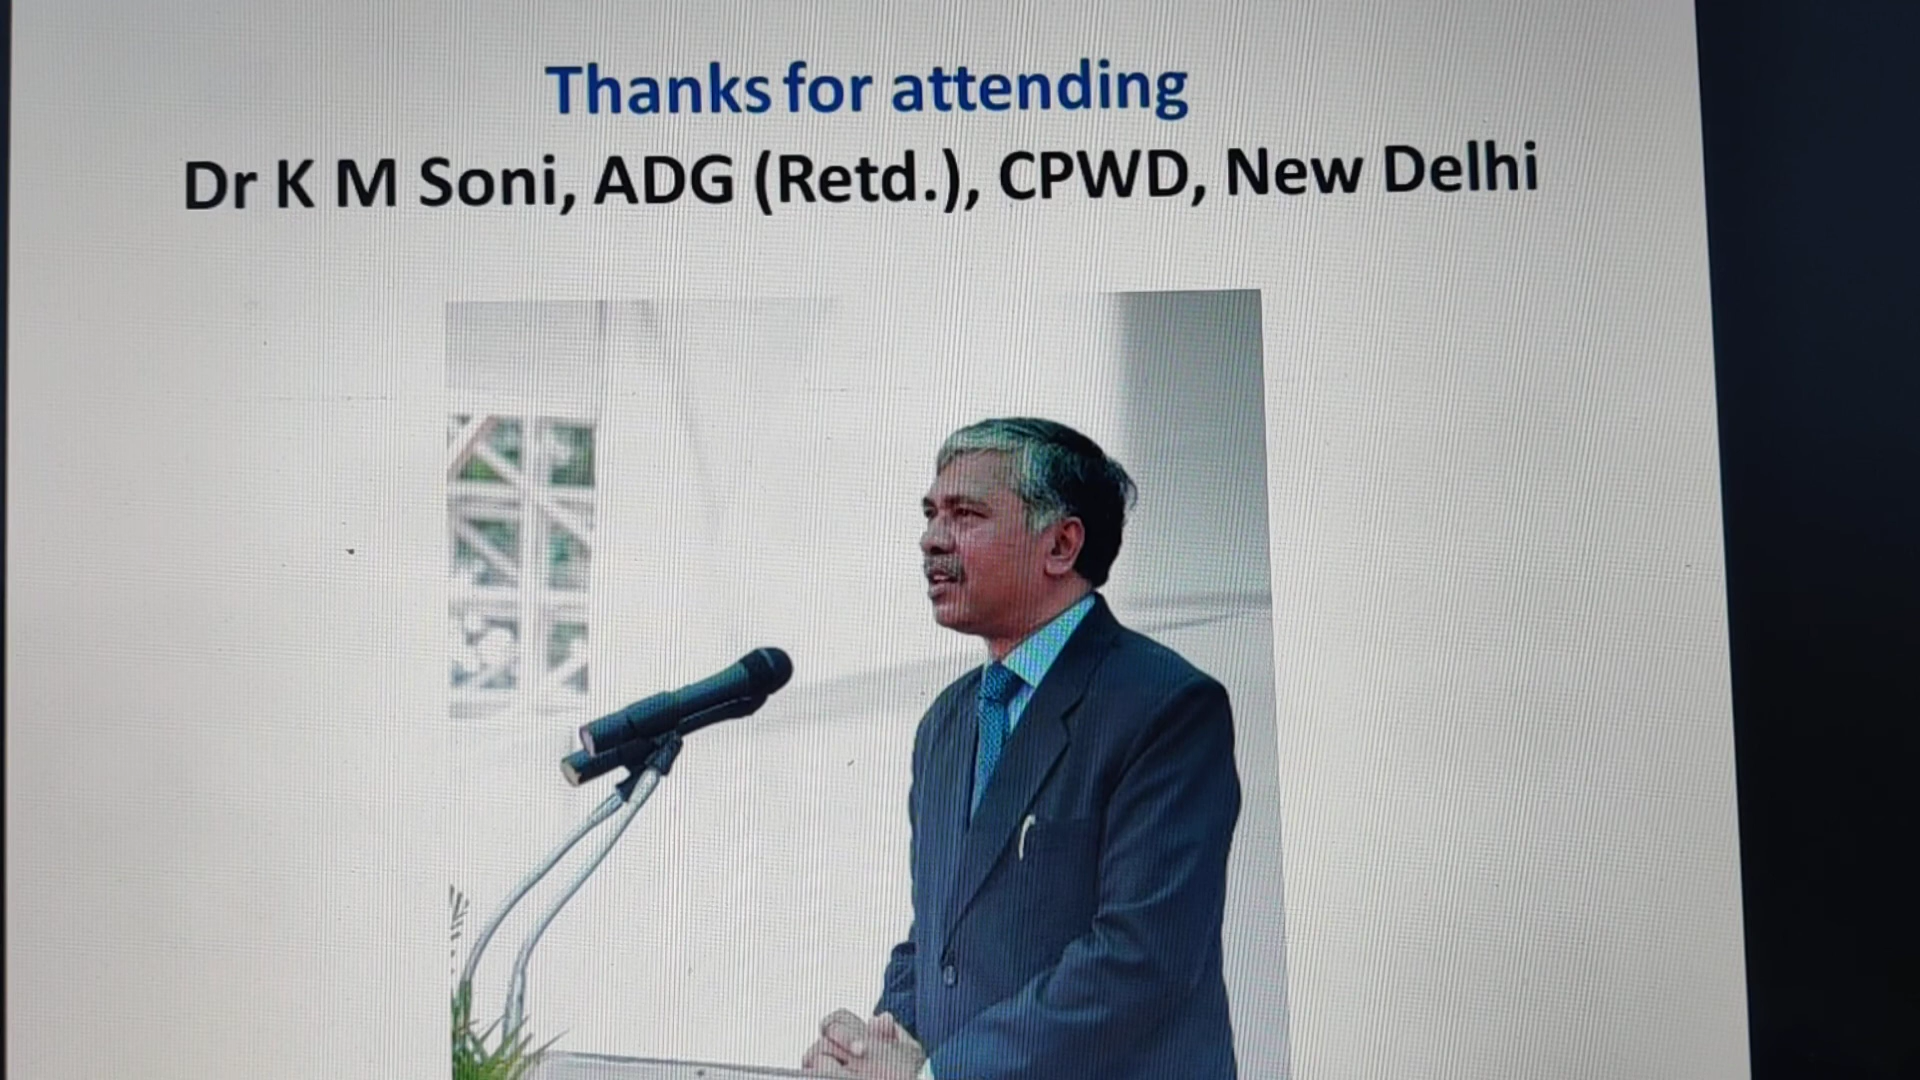 Thanks for attending
Dr K M Soni, ADG (Retd.), CPWD, New Delhi